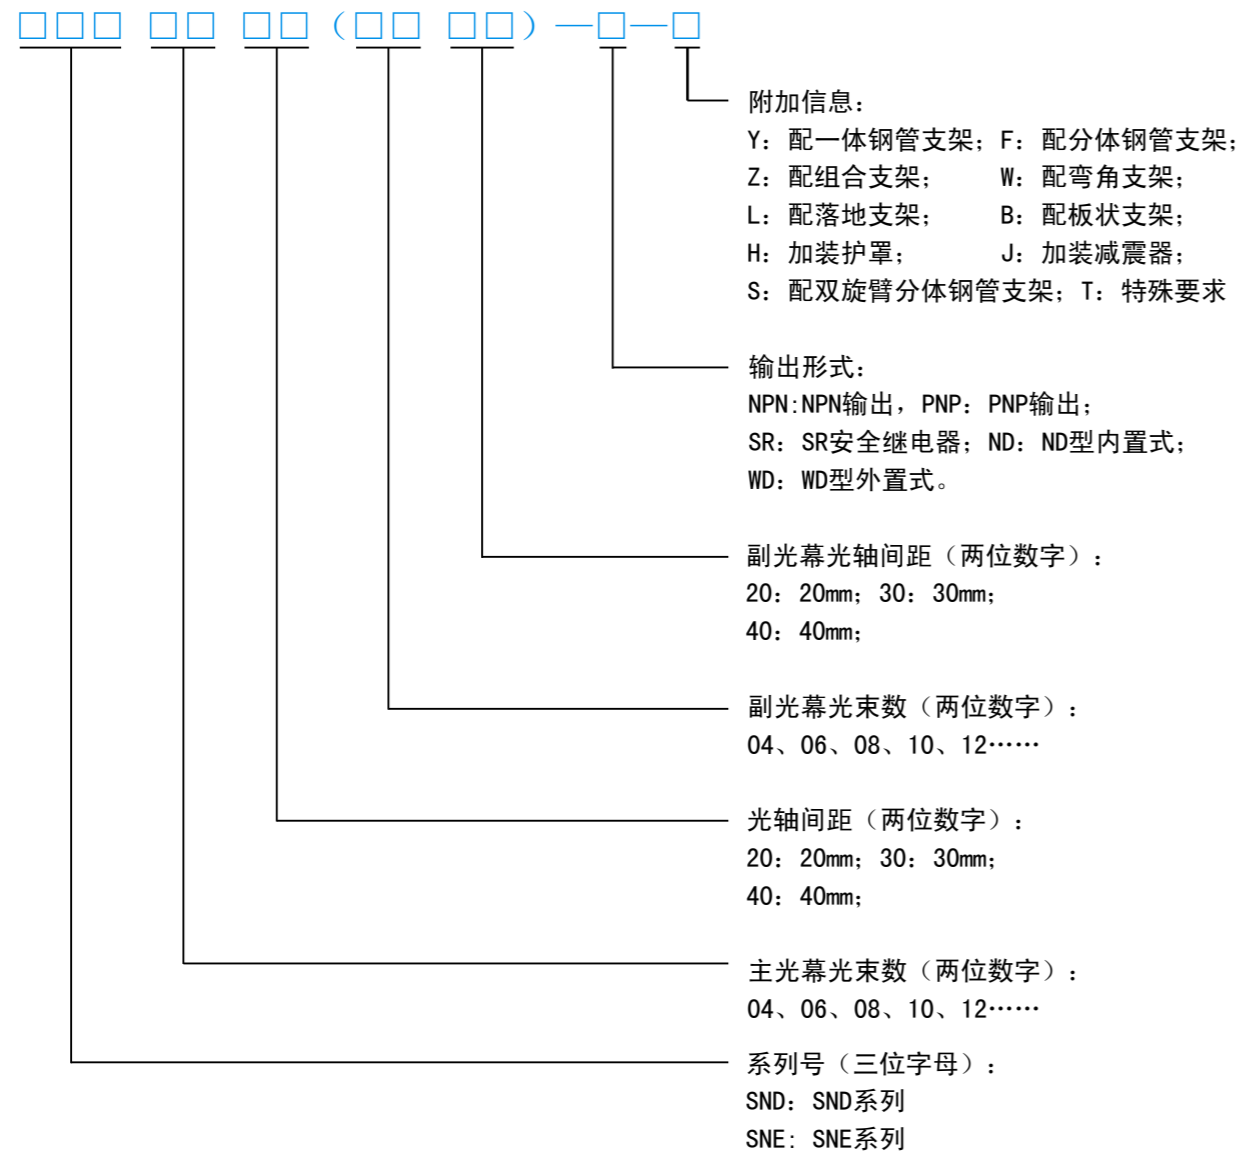 □□□ □□ □□（□□ □□）—□—□
附加信息：
Y：配一体钢管支架；F：配分体钢管支架；
Z：配组合支架； W：配弯角支架；
L：配落地支架； B：配板状支架；
H：加装护罩； J：加装减震器；
S：配双旋臂分体钢管支架；T：特殊要求
输出形式：
NPN:NPN输出，PNP：PNP输出；
SR：SR安全继电器；ND：ND型内置式；
WD：WD型外置式。
副光幕光轴间距（两位数字）：
20：20mm；30：30mm；
40：40mm；
副光幕光束数（两位数字）：
04、06、08、10、12……
光轴间距（两位数字）：
20：20mm；30：30mm；
40：40mm；
主光幕光束数（两位数字）：
04、06、08、10、12……
系列号（三位字母）：
SND：SND系列
SNE: SNE系列